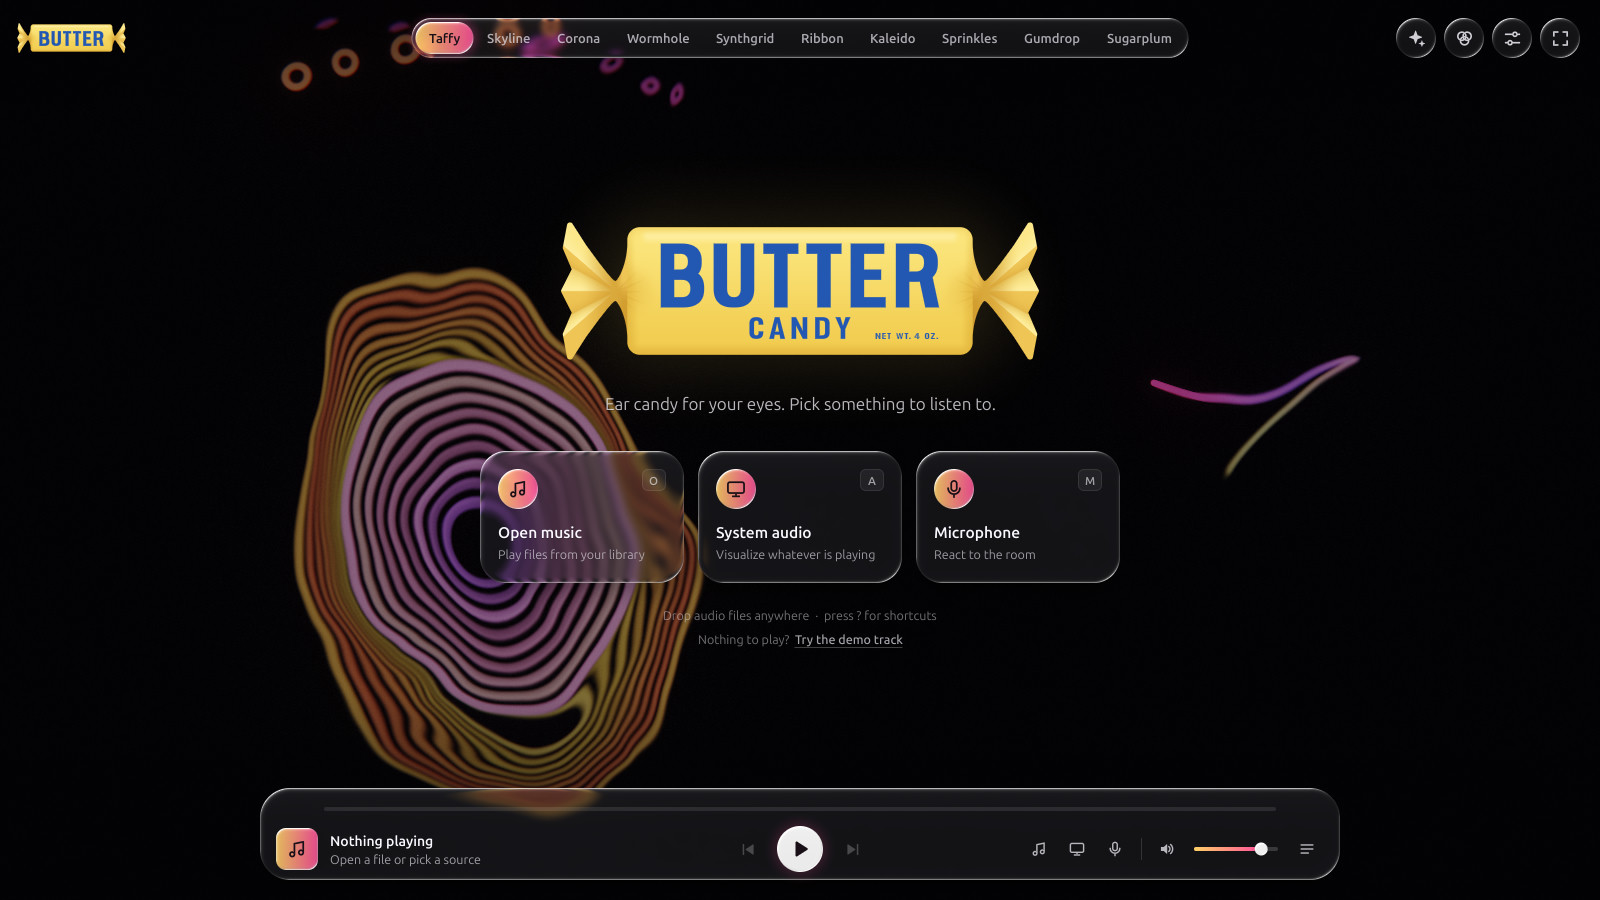 BUTTER
Taffy Skyline Corona Wormhole Synthgrid Ribbon Kaleido Sprinkles Gumdrop Sugarplum
BUTTER
CANDY NET WT. 4 OZ.
Ear candy for your eyes. Pick something to listen to.
O
Open music
Play files from your library
A
System audio
Visualize whatever is playing
M
Microphone
React to the room
Drop audio files anywhere · press ? for shortcuts
Nothing to play? Try the demo track
Nothing playing
Open a file or pick a source